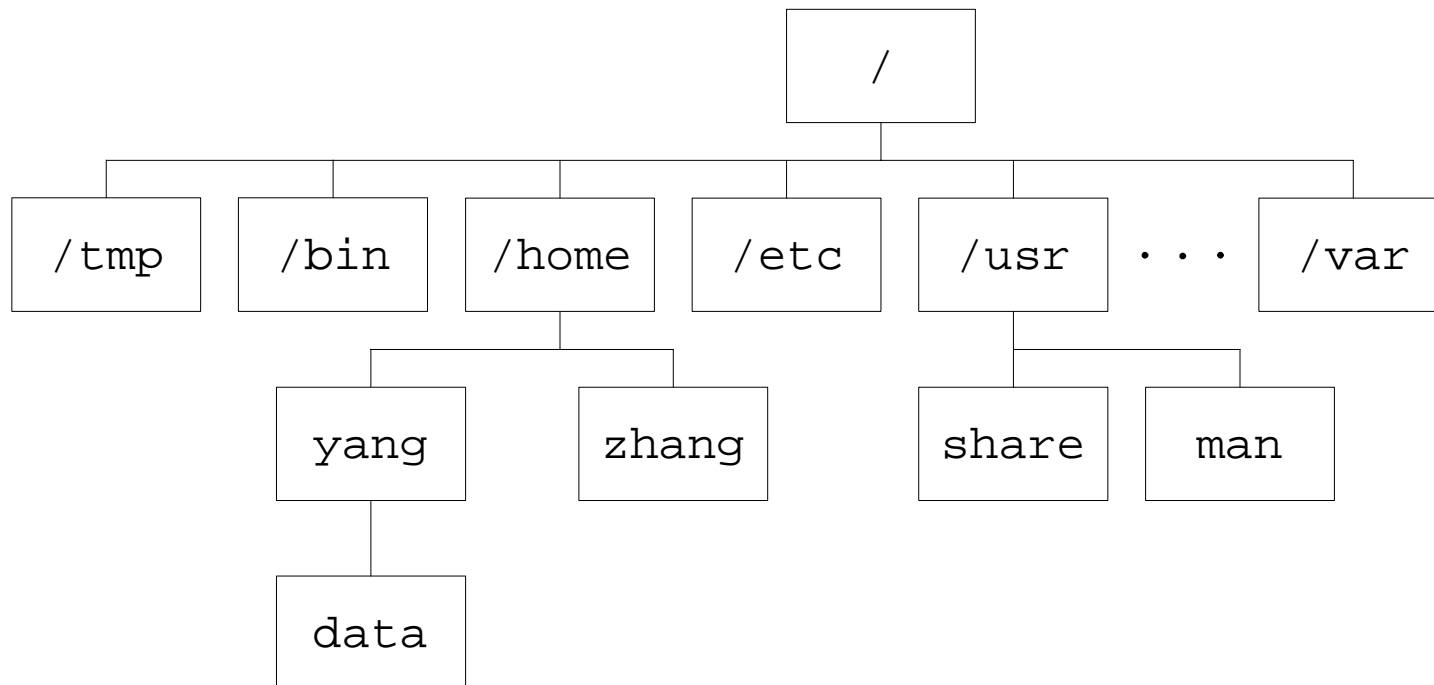 /
/tmp /bin /home /etc /usr · · · /var
yang zhang share man
data